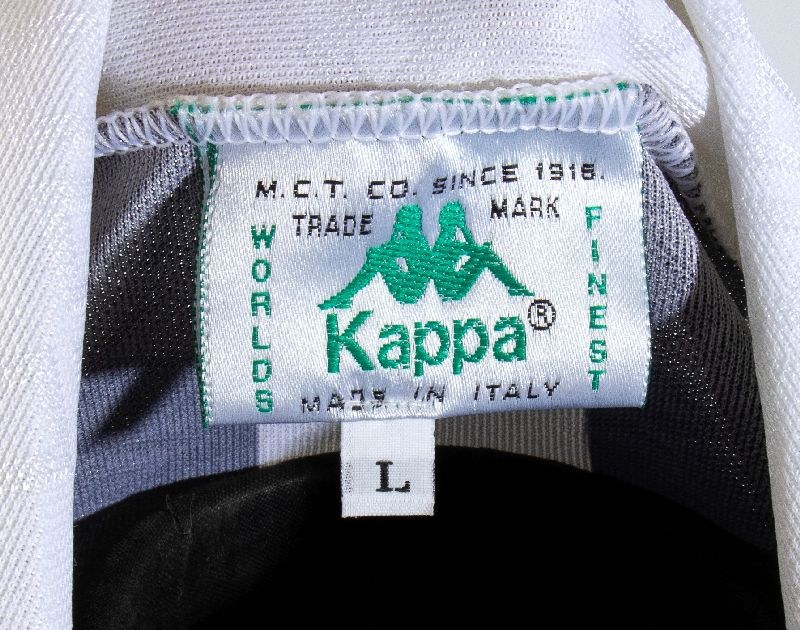 M.C.T. CO. SINCE 1916.
TRADE MARK
WORLDS
FINEST
Kappa®
MADE IN ITALY
L